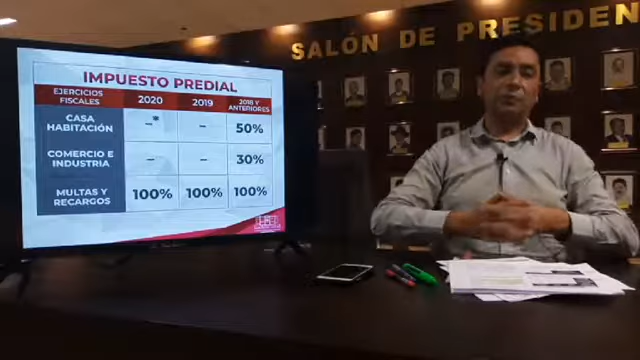 SALÓN DE PRESIDEN
IMPUESTO PREDIAL
EJERCICIOS FISCALES 2020 2019 2018 Y ANTERIORES
CASA HABITACIÓN –* – 50%
COMERCIO E INDUSTRIA – – 30%
MULTAS Y RECARGOS 100% 100% 100%